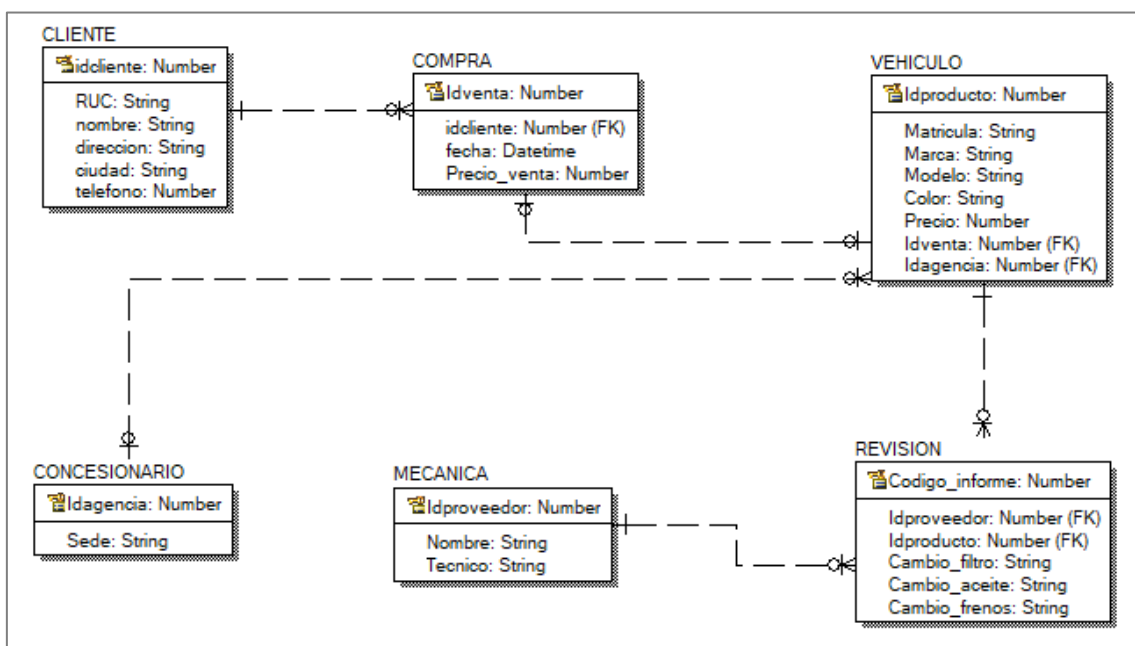 CLIENTE
idcliente: Number
RUC: String
nombre: String
direccion: String
ciudad: String
telefono: Number
COMPRA
Idventa: Number
idcliente: Number (FK)
fecha: Datetime
Precio_venta: Number
VEHICULO
Idproducto: Number
Matricula: String
Marca: String
Modelo: String
Color: String
Precio: Number
Idventa: Number (FK)
Idagencia: Number (FK)
CONCESIONARIO
Idagencia: Number
Sede: String
MECANICA
Idproveedor: Number
Nombre: String
Tecnico: String
REVISION
Codigo_informe: Number
Idproveedor: Number (FK)
Idproducto: Number (FK)
Cambio_filtro: String
Cambio_aceite: String
Cambio_frenos: String